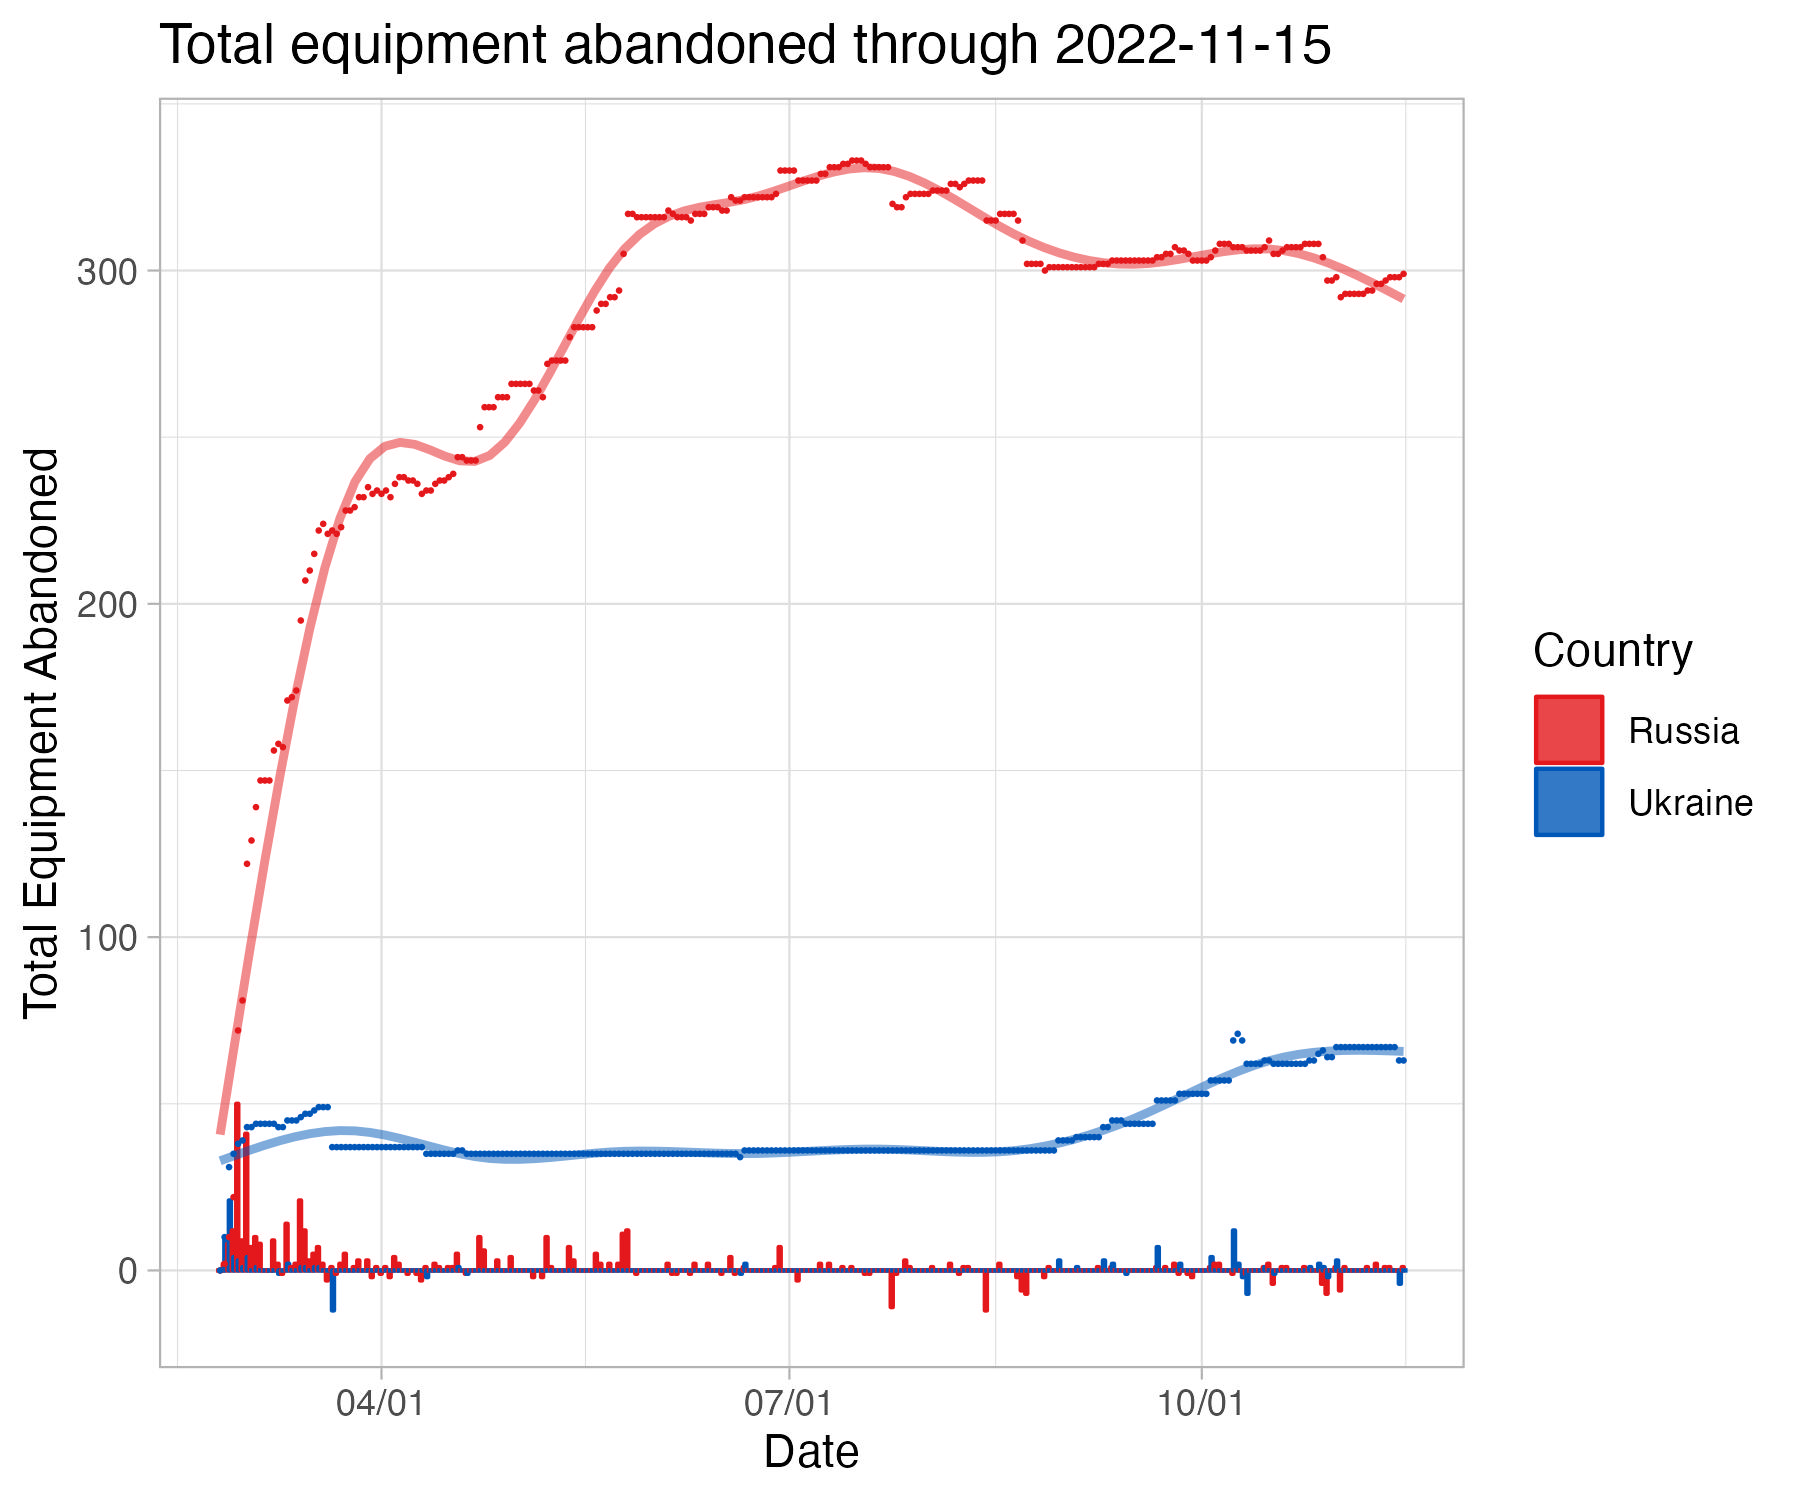 Total equipment abandoned through 2022-11-15
Total Equipment Abandoned
300
200
100
0
04/01
07/01
10/01
Date
Country
Russia
Ukraine